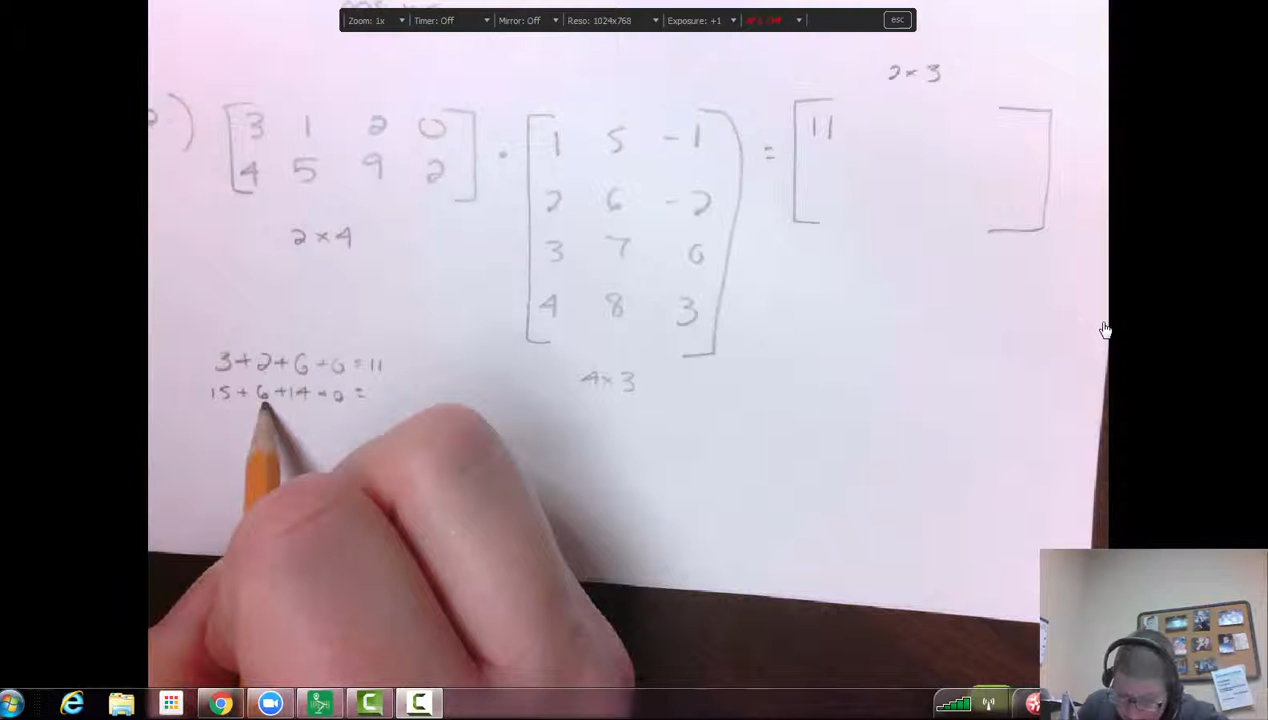 Zoom: 1x Timer: Off Mirror: Off Reso: 1024x768 Exposure: +1 esc
2 × 3
) [3 1 2 0 · [1 5 -1 = [11 ]
4 5 9 2] 2 6 -2
2 × 4 3 7 0
4 8 3]
4 × 3
3+2+6+0=11
15+6+14+0=